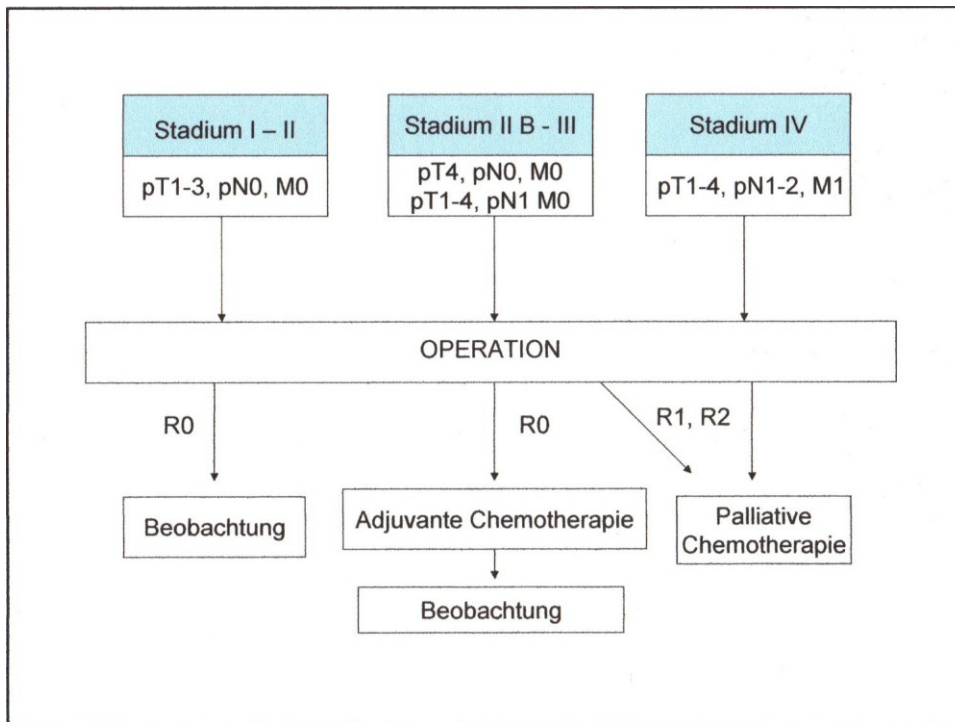 Stadium I – II
pT1-3, pN0, M0
Stadium II B - III
pT4, pN0, M0
pT1-4, pN1 M0
Stadium IV
pT1-4, pN1-2, M1
OPERATION
R0
R0
R1, R2
Beobachtung
Adjuvante Chemotherapie
Palliative
Chemotherapie
Beobachtung